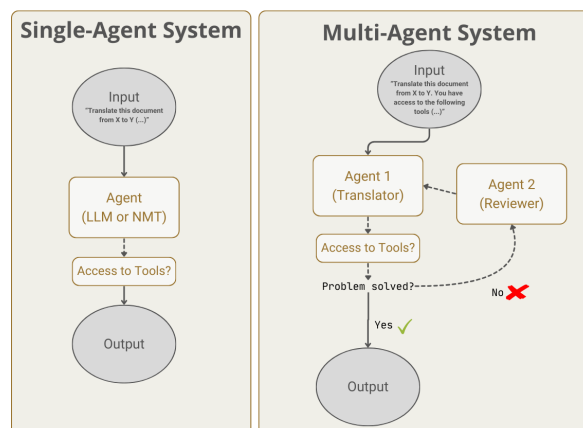 Single-Agent System
Input
"Translate this document
from X to Y (...)"
Agent
(LLM or NMT)
Access to Tools?
Output
Multi-Agent System
Input
"Translate this document
from X to Y. You have
access to the following
tools (...)"
Agent 1
(Translator)
Agent 2
(Reviewer)
Access to Tools?
Problem solved?
No
Yes
Output